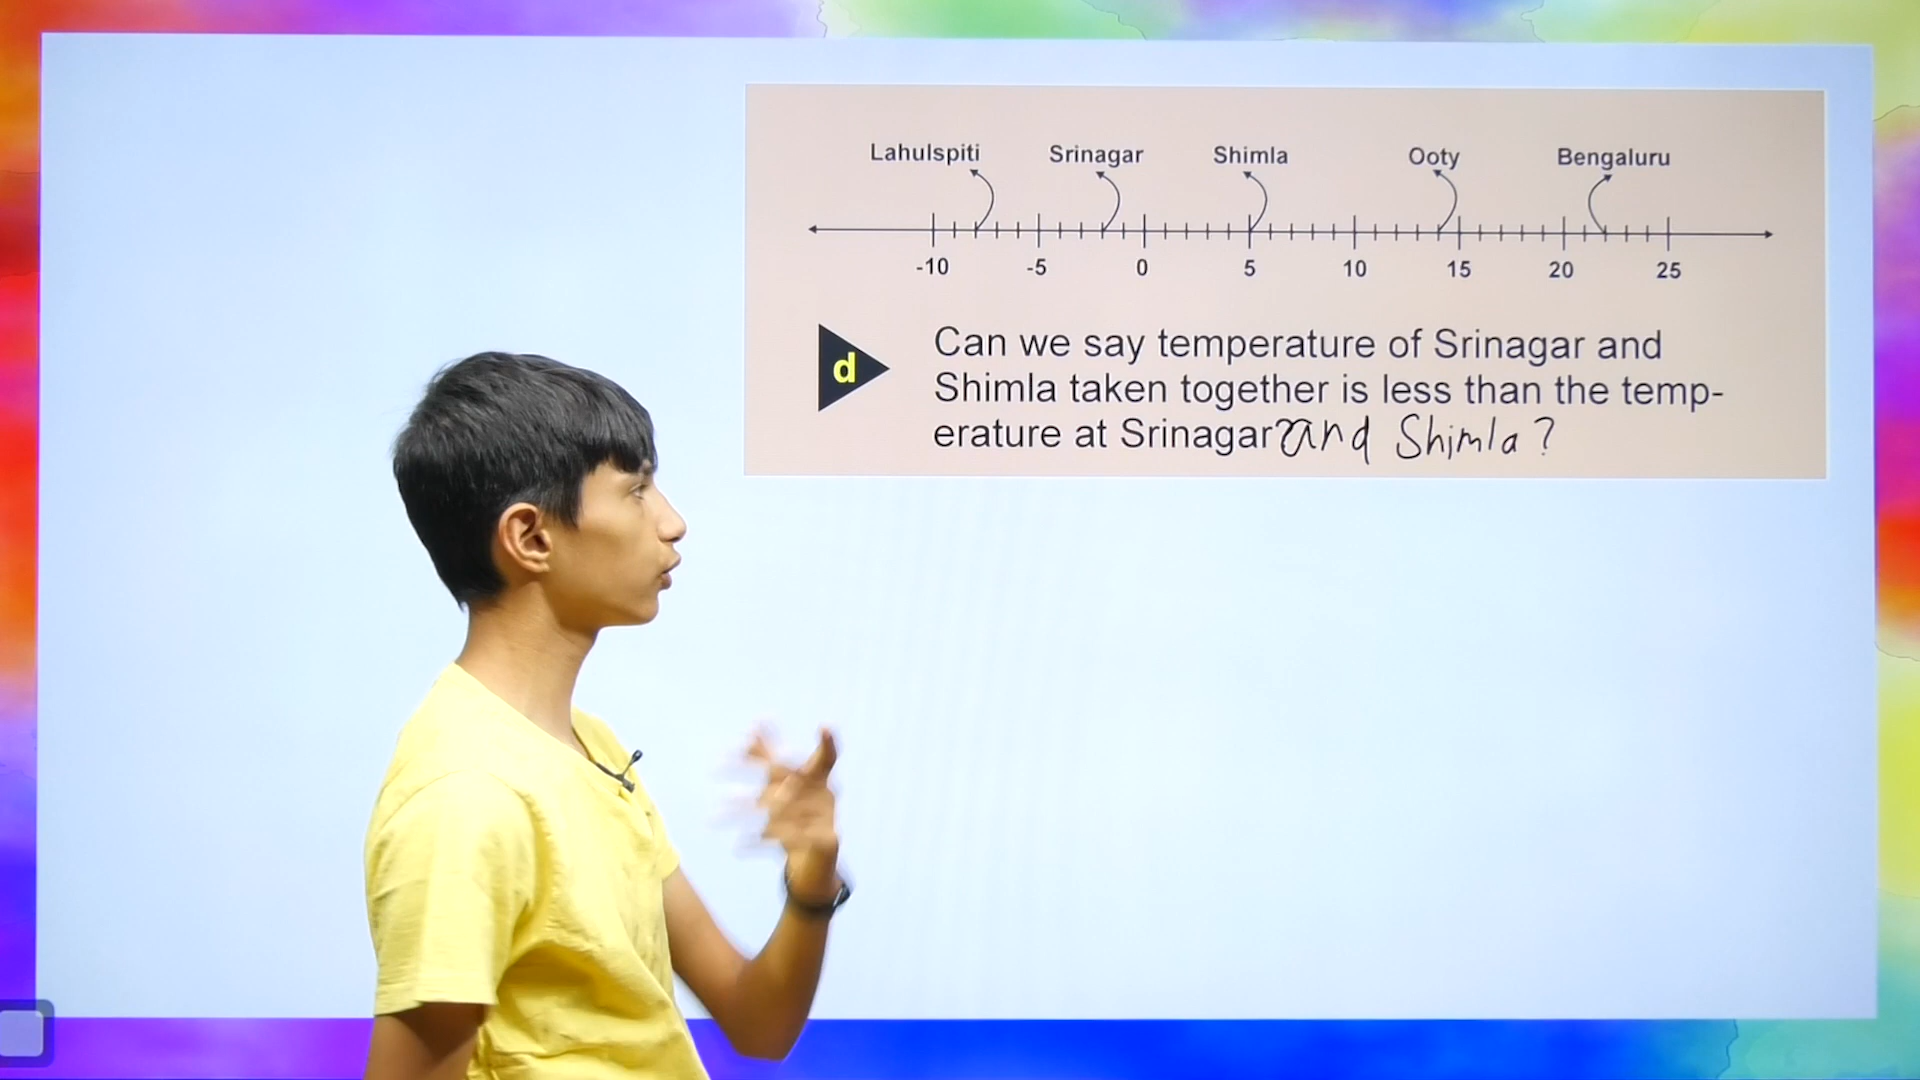 Lahulspiti Srinagar Shimla Ooty Bengaluru
-10 -5 0 5 10 15 20 25
d
Can we say temperature of Srinagar and
Shimla taken together is less than the temp-
erature at Srinagar and Shimla?